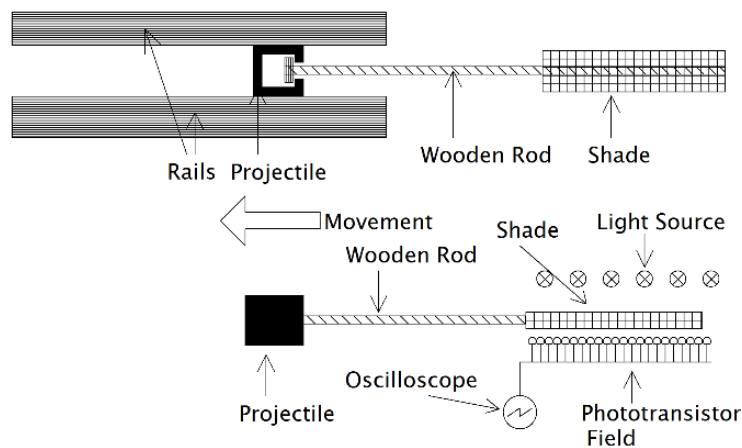 Wooden Rod
Shade
Rails
Projectile
Movement
Wooden Rod
Shade
Light Source
Oscilloscope
Projectile
Phototransistor
Field